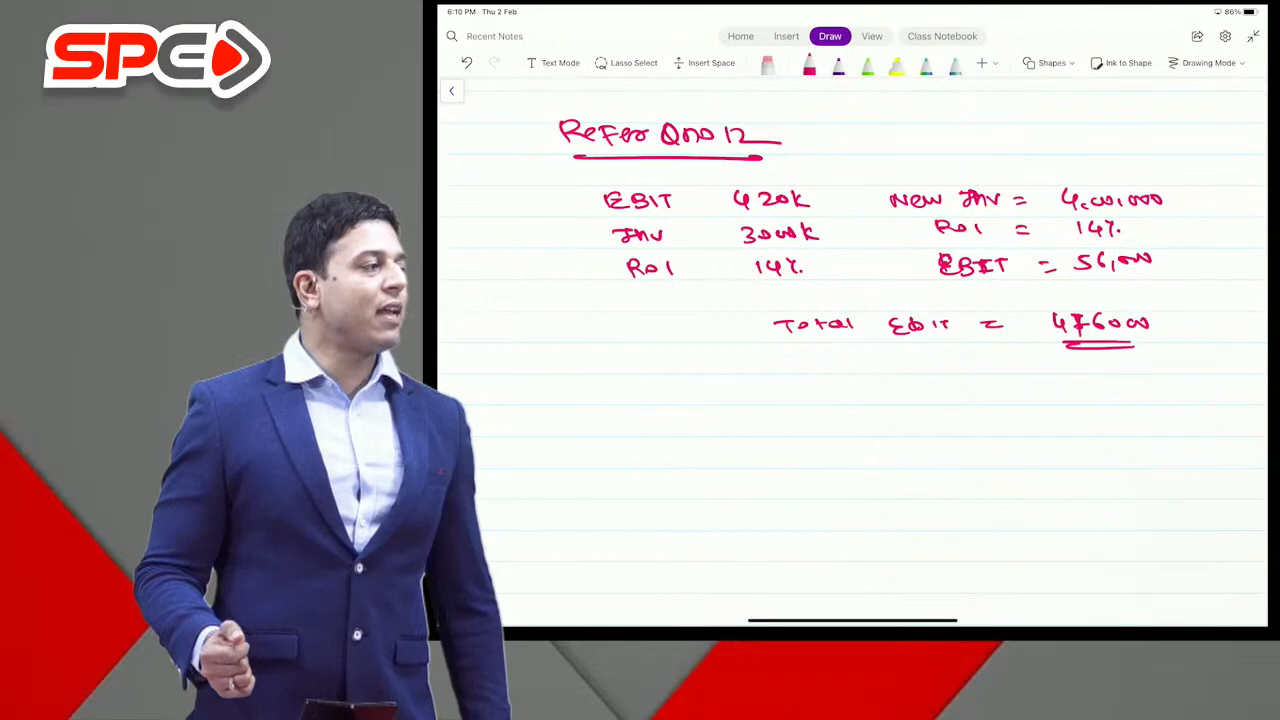 SPE
6:10 PM Thu 2 Feb
86%
Recent Notes
Home Insert Draw View Class Notebook
Text Mode Lasso Select Insert Space Shapes Ink to Shape Drawing Mode
Refer QNO 12
EBIT 420k New Inv = 4,00,000
Inv 3000k ROI = 14%.
ROI 14%. EBIT = 56,000
Total EBIT = 476000